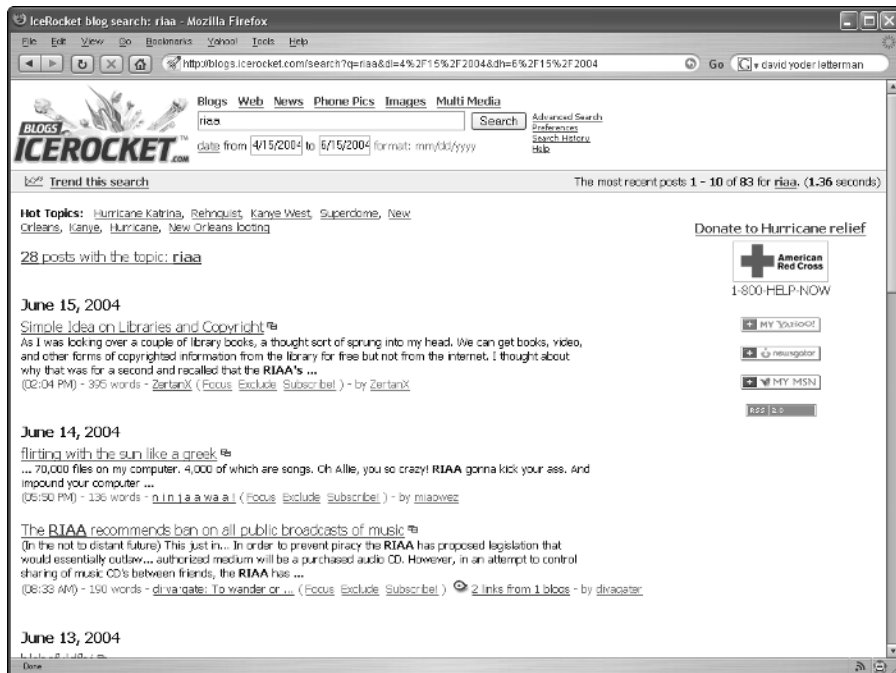 IceRocket blog search: riaa - Mozilla Firefox
File Edit View Go Bookmarks Yahoo! Tools Help
http://blogs.icerocket.com/search?q=riaa&dl=4%2F15%2F2004&dh=6%2F15%2F2004 Go G david yoder letterman
BLOGS
ICEROCKET.COM™
Blogs Web News Phone Pics Images Multi Media
riaa Search
Advanced Search
Preferences
Search History
Help
date from 4/15/2004 to 6/15/2004 format: mm/dd/yyyy
Trend this search The most recent posts 1 - 10 of 83 for riaa. (1.36 seconds)
Hot Topics: Hurricane Katrina, Rehnquist, Kanye West, Superdome, New
Orleans, Kanye, Hurricane, New Orleans looting
28 posts with the topic: riaa
June 15, 2004
Simple Idea on Libraries and Copyright
As I was looking over a couple of library books, a thought sort of sprung into my head. We can get books, video,
and other forms of copyrighted information from the library for free but not from the internet. I thought about
why that was for a second and recalled that the RIAA's ...
(02:04 PM) - 395 words - ZertanX ( Focus Exclude Subscribe! ) - by ZertanX
June 14, 2004
flirting with the sun like a greek
... 70,000 files on my computer. 4,000 of which are songs. Oh Allie, you so crazy! RIAA gonna kick your ass. And
impound your computer ...
(05:50 PM) - 136 words - n i n j a a w a a ! ( Focus Exclude Subscribe! ) - by miaowez
The RIAA recommends ban on all public broadcasts of music
(In the not to distant future) This just in... In order to prevent piracy the RIAA has proposed legislation that
would essentially outlaw... authorized medium will be a purchased audio CD. However, in an attempt to control
sharing of music CD's between friends, the RIAA has ...
(08:33 AM) - 190 words - dirvargate: To wander or ... ( Focus Exclude Subscribe! ) 2 links from 1 blogs - by divagater
June 13, 2004
Donate to Hurricane relief
American
Red Cross
1-800-HELP-NOW
MY YAHOO!
newsgator
MY MSN
RSS 2.0
Done